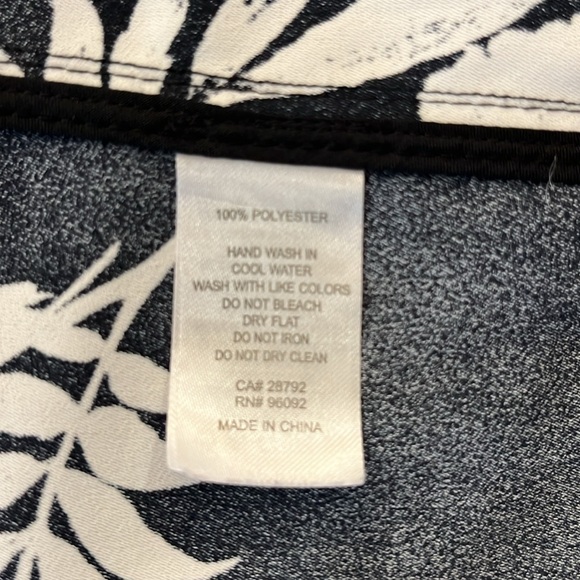 100% POLYESTER
HAND WASH IN
COOL WATER
WASH WITH LIKE COLORS
DO NOT BLEACH
DRY FLAT
DO NOT IRON
DO NOT DRY CLEAN
CA# 28792
RN# 96092
MADE IN CHINA